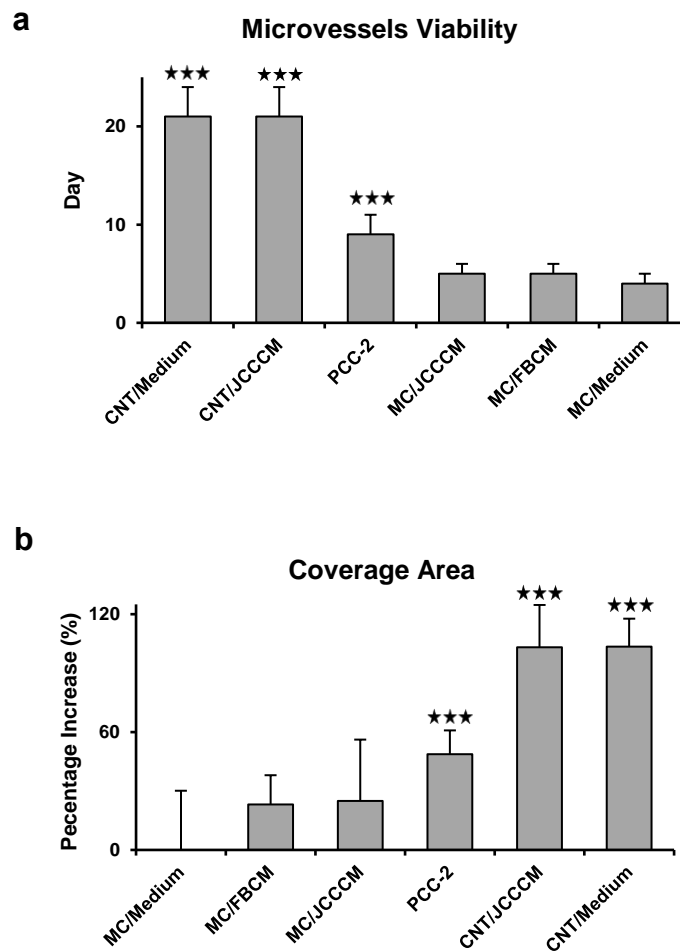 a
Microvessels Viability
★★★ ★★★
20
★★★
Day
10
0
CNT/Medium CNT/JCCCM PCC-2 MC/JCCCM MC/FBCM MC/Medium
b
Coverage Area
★★★ ★★★
120
Pecentage Increase (%)
60
★★★
0
MC/Medium MC/FBCM MC/JCCCM PCC-2 CNT/JCCCM CNT/Medium